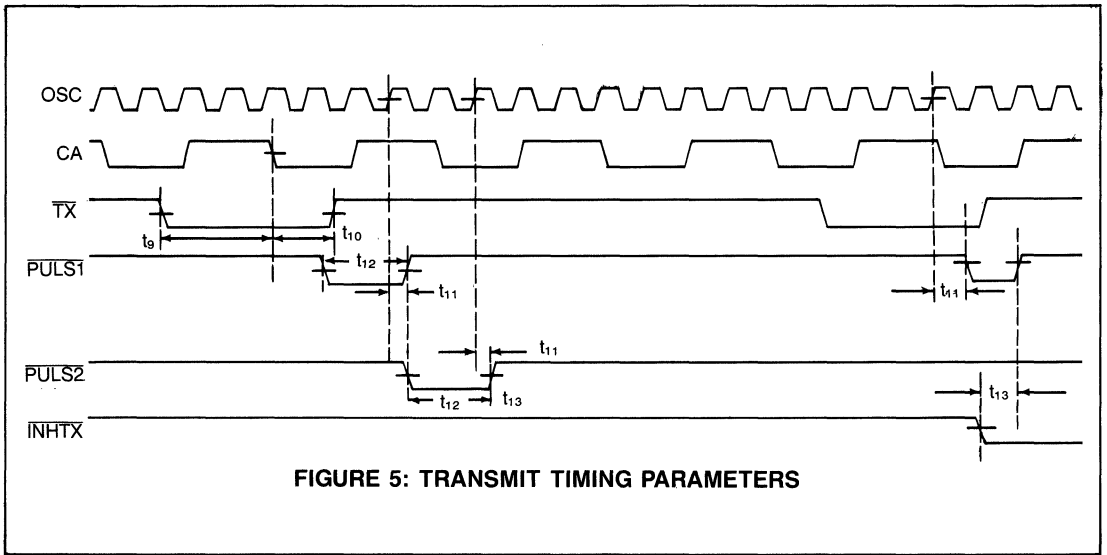 OSC
CA
TX
t9
t10
PULS1
t12
t11
t11
PULS2
t11
t12
t13
t13
INHTX
FIGURE 5: TRANSMIT TIMING PARAMETERS